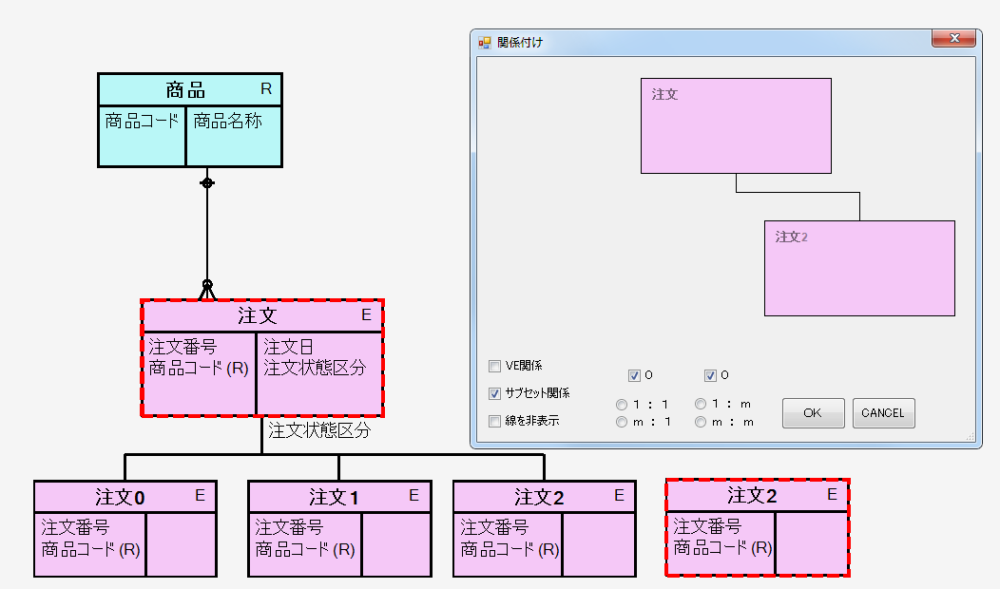 関係付け
商品 R
商品コード 商品名称
注文
注文2
注文 E
注文番号 注文日
商品コード(R) 注文状態区分
VE関係
サブセット関係
線を非表示
0 0
1 : 1 1 : m
m : 1 m : m
OK CANCEL
注文状態区分
注文0 E
注文番号
商品コード(R)
注文1 E
注文番号
商品コード(R)
注文2 E
注文番号
商品コード(R)
注文2 E
注文番号
商品コード(R)